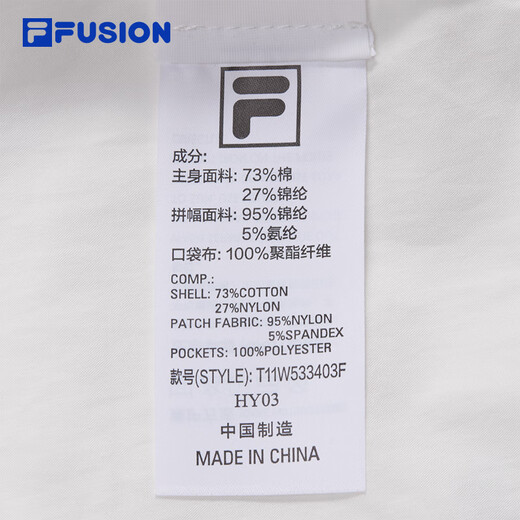 FUSION
成分:
主身面料: 73%棉
27%锦纶
拼幅面料: 95%锦纶
5%氨纶
口袋布: 100%聚酯纤维
COMP.:
SHELL: 73%COTTON
27%NYLON
PATCH FABRIC: 95%NYLON
5%SPANDEX
POCKETS: 100%POLYESTER
款号(STYLE): T11W533403F
HY03
中国制造
MADE IN CHINA